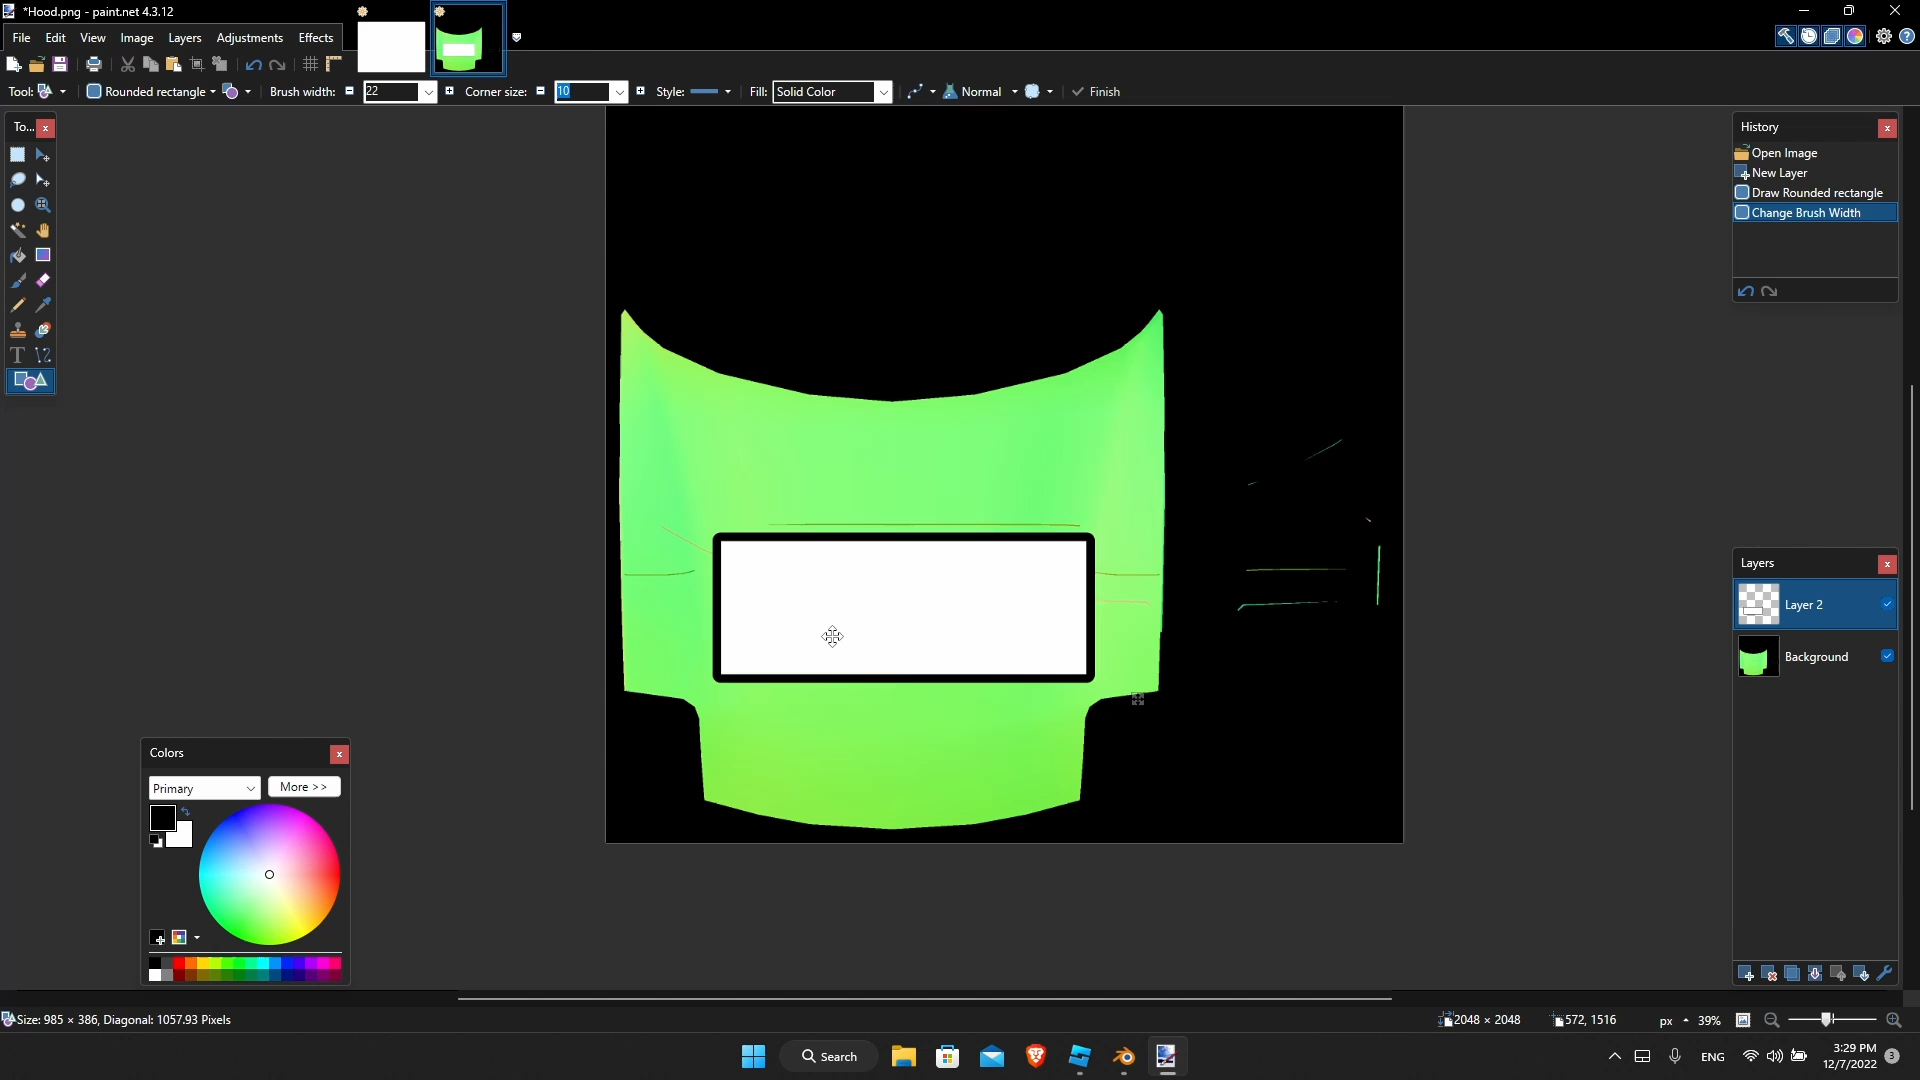 *Hood.png - paint.net 4.3.12
File Edit View Image Layers Adjustments Effects
Tool: Rounded rectangle Brush width: 22 Corner size: 10 Style: Fill: Solid Color Normal Finish
To...
History
Open Image
New Layer
Draw Rounded rectangle
Change Brush Width
Layers
Layer 2
Background
Colors
Primary More >>
Size: 985 × 386, Diagonal: 1057.93 Pixels
2048 × 2048 572, 1516 px 39%
Search
ENG
3:29 PM
12/7/2022
3